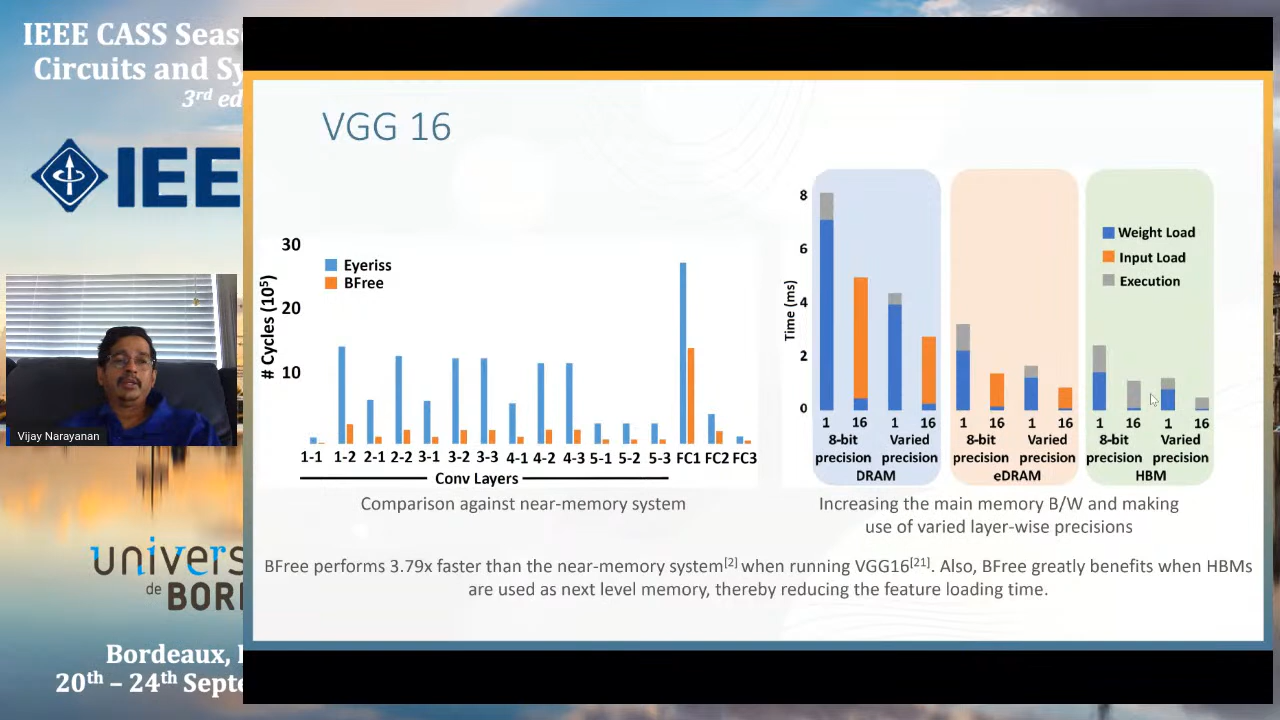 IEEE CASS Seas
Circuits and Sy
3rd ed
IEE
Vijay Narayanan
univers
de BORI
Bordeaux,
20th – 24th Septe
VGG 16
30
20
10
# Cycles (10⁵)
Eyeriss
BFree
1-1 1-2 2-1 2-2 3-1 3-2 3-3 4-1 4-2 4-3 5-1 5-2 5-3 FC1 FC2 FC3
Conv Layers
Comparison against near-memory system
8
6
4
2
0
Time (ms)
Weight Load
Input Load
Execution
1 16 1 16 1 16 1 16 1 16 1 16
8-bit Varied 8-bit Varied 8-bit Varied
precision precision precision precision precision precision
DRAM eDRAM HBM
Increasing the main memory B/W and making
use of varied layer-wise precisions
BFree performs 3.79x faster than the near-memory system[2] when running VGG16[21]. Also, BFree greatly benefits when HBMs
are used as next level memory, thereby reducing the feature loading time.